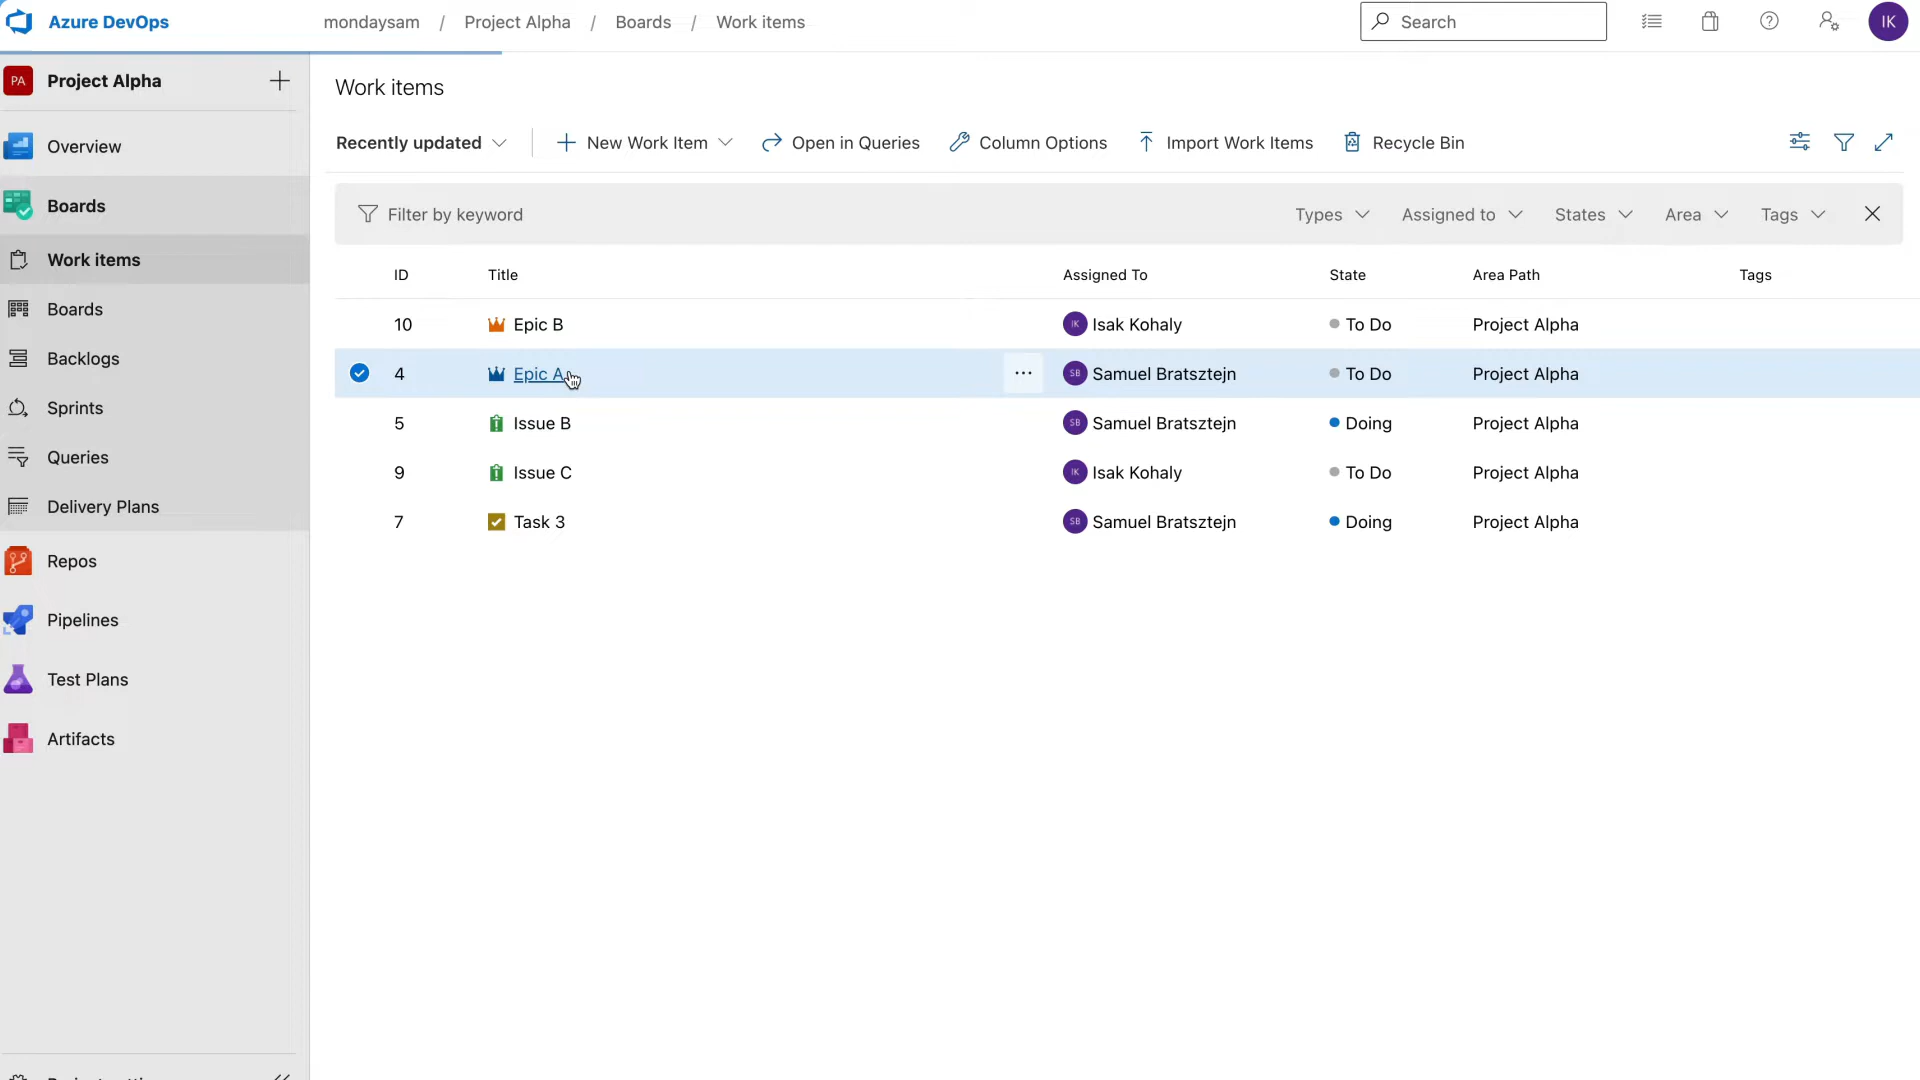 Azure DevOps
mondaysam / Project Alpha / Boards / Work items
Search
IK
PA Project Alpha
Overview
Boards
Work items
Boards
Backlogs
Sprints
Queries
Delivery Plans
Repos
Pipelines
Test Plans
Artifacts
Work items
Recently updated
New Work Item
Open in Queries
Column Options
Import Work Items
Recycle Bin
Filter by keyword
Types
Assigned to
States
Area
Tags
ID Title Assigned To State Area Path Tags
10 Epic B IK Isak Kohaly To Do Project Alpha
4 Epic A ... SB Samuel Bratsztejn To Do Project Alpha
5 Issue B SB Samuel Bratsztejn Doing Project Alpha
9 Issue C IK Isak Kohaly To Do Project Alpha
7 Task 3 SB Samuel Bratsztejn Doing Project Alpha